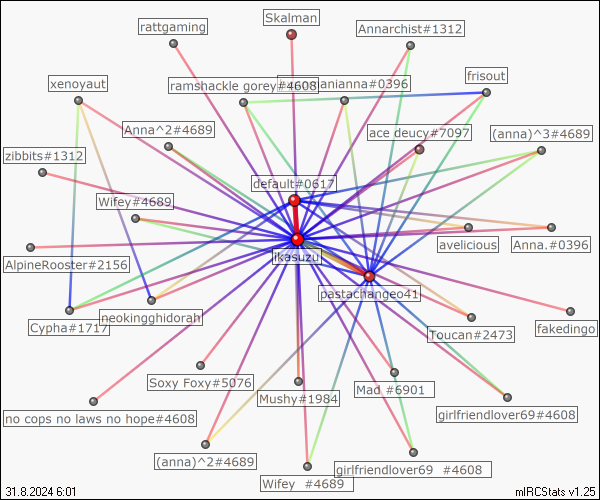 Skalman
rattgaming
Annarchist#1312
xenoyaut
ramshackle gorey#4608
anianna#0396
frisout
Anna^2#4689
ace deucy#7097
(anna)^3#4689
zibbits#1312
default#0617
Wifey#4689
AlpineRooster#2156
likasuzu
avelicious
Anna.#0396
pastachangeo41
Cypha#1717
neokingghidorah
Toucan#2473
fakedingo
Soxy Foxy#5076
Mushy#1984
Mad #6901
no cops no laws no hope#4608
girlfriendlover69#4608
(anna)^2#4689
Wifey #4689
girlfriendlover69 #4608
31.8.2024 6:01
mIRCStats v1.25